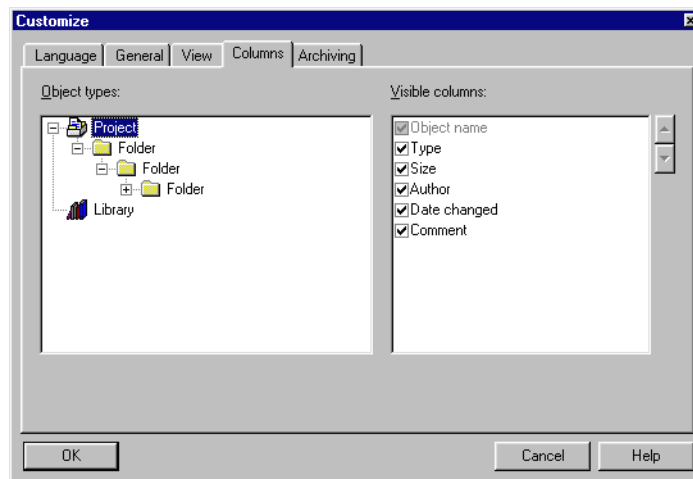 Customize
Language General View Columns Archiving
Object types:
Visible columns:
Project
Folder
Folder
Folder
Library
Object name
Type
Size
Author
Date changed
Comment
OK Cancel Help